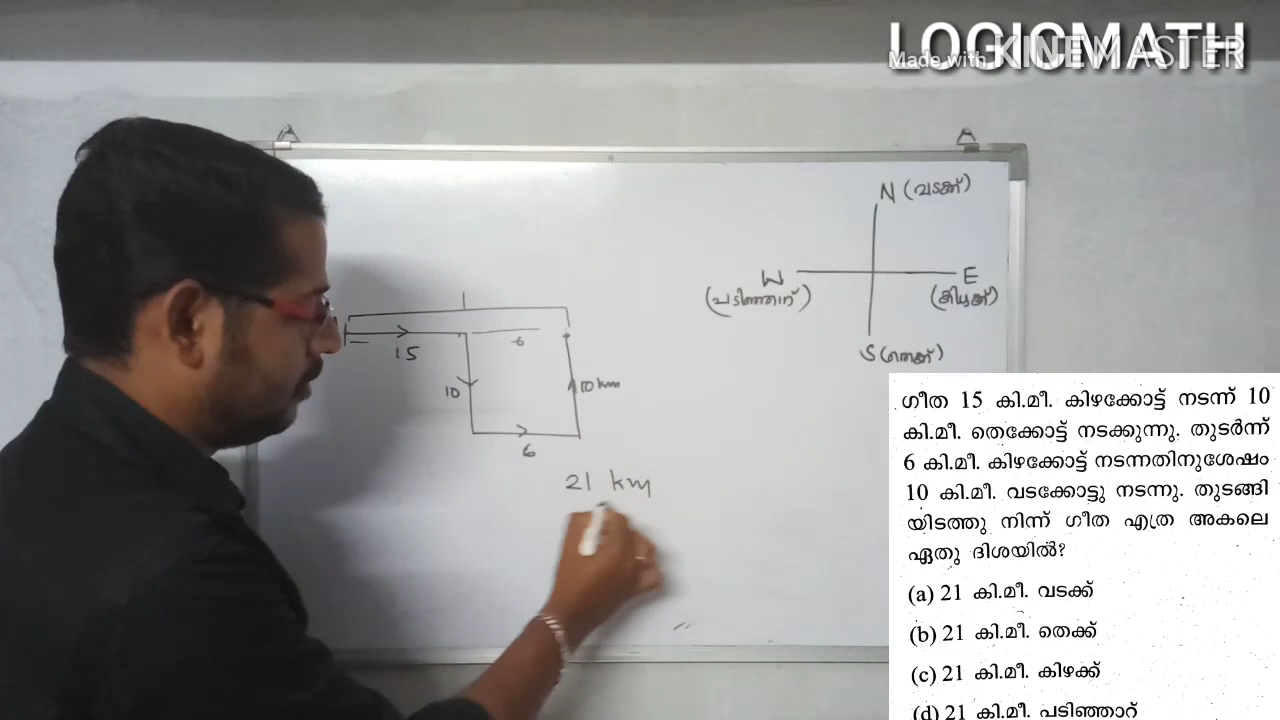 LOGICMATH
Made with KINEMASTER
N (വടക്ക്)
W
E
(പടിഞ്ഞാറ്)
(കിഴക്ക്)
S (തെക്ക്)
15
6
10
10 km
6
21 km
ഗീത 15 കി.മീ. കിഴക്കോട്ട് നടന്ന് 10
കി.മീ. തെക്കോട്ട് നടക്കുന്നു. തുടർന്ന്
6 കി.മീ. കിഴക്കോട്ട് നടന്നതിനുശേഷം
10 കി.മീ. വടക്കോട്ടു നടന്നു. തുടങ്ങി
യിടത്തു നിന്ന് ഗീത എത്ര അകലെ
ഏതു ദിശയിൽ?
(a) 21 കി.മീ. വടക്ക്
(b) 21 കി.മീ. തെക്ക്
(c) 21 കി.മീ. കിഴക്ക്
(d) 21 കി.മീ. പടിഞ്ഞാറ്